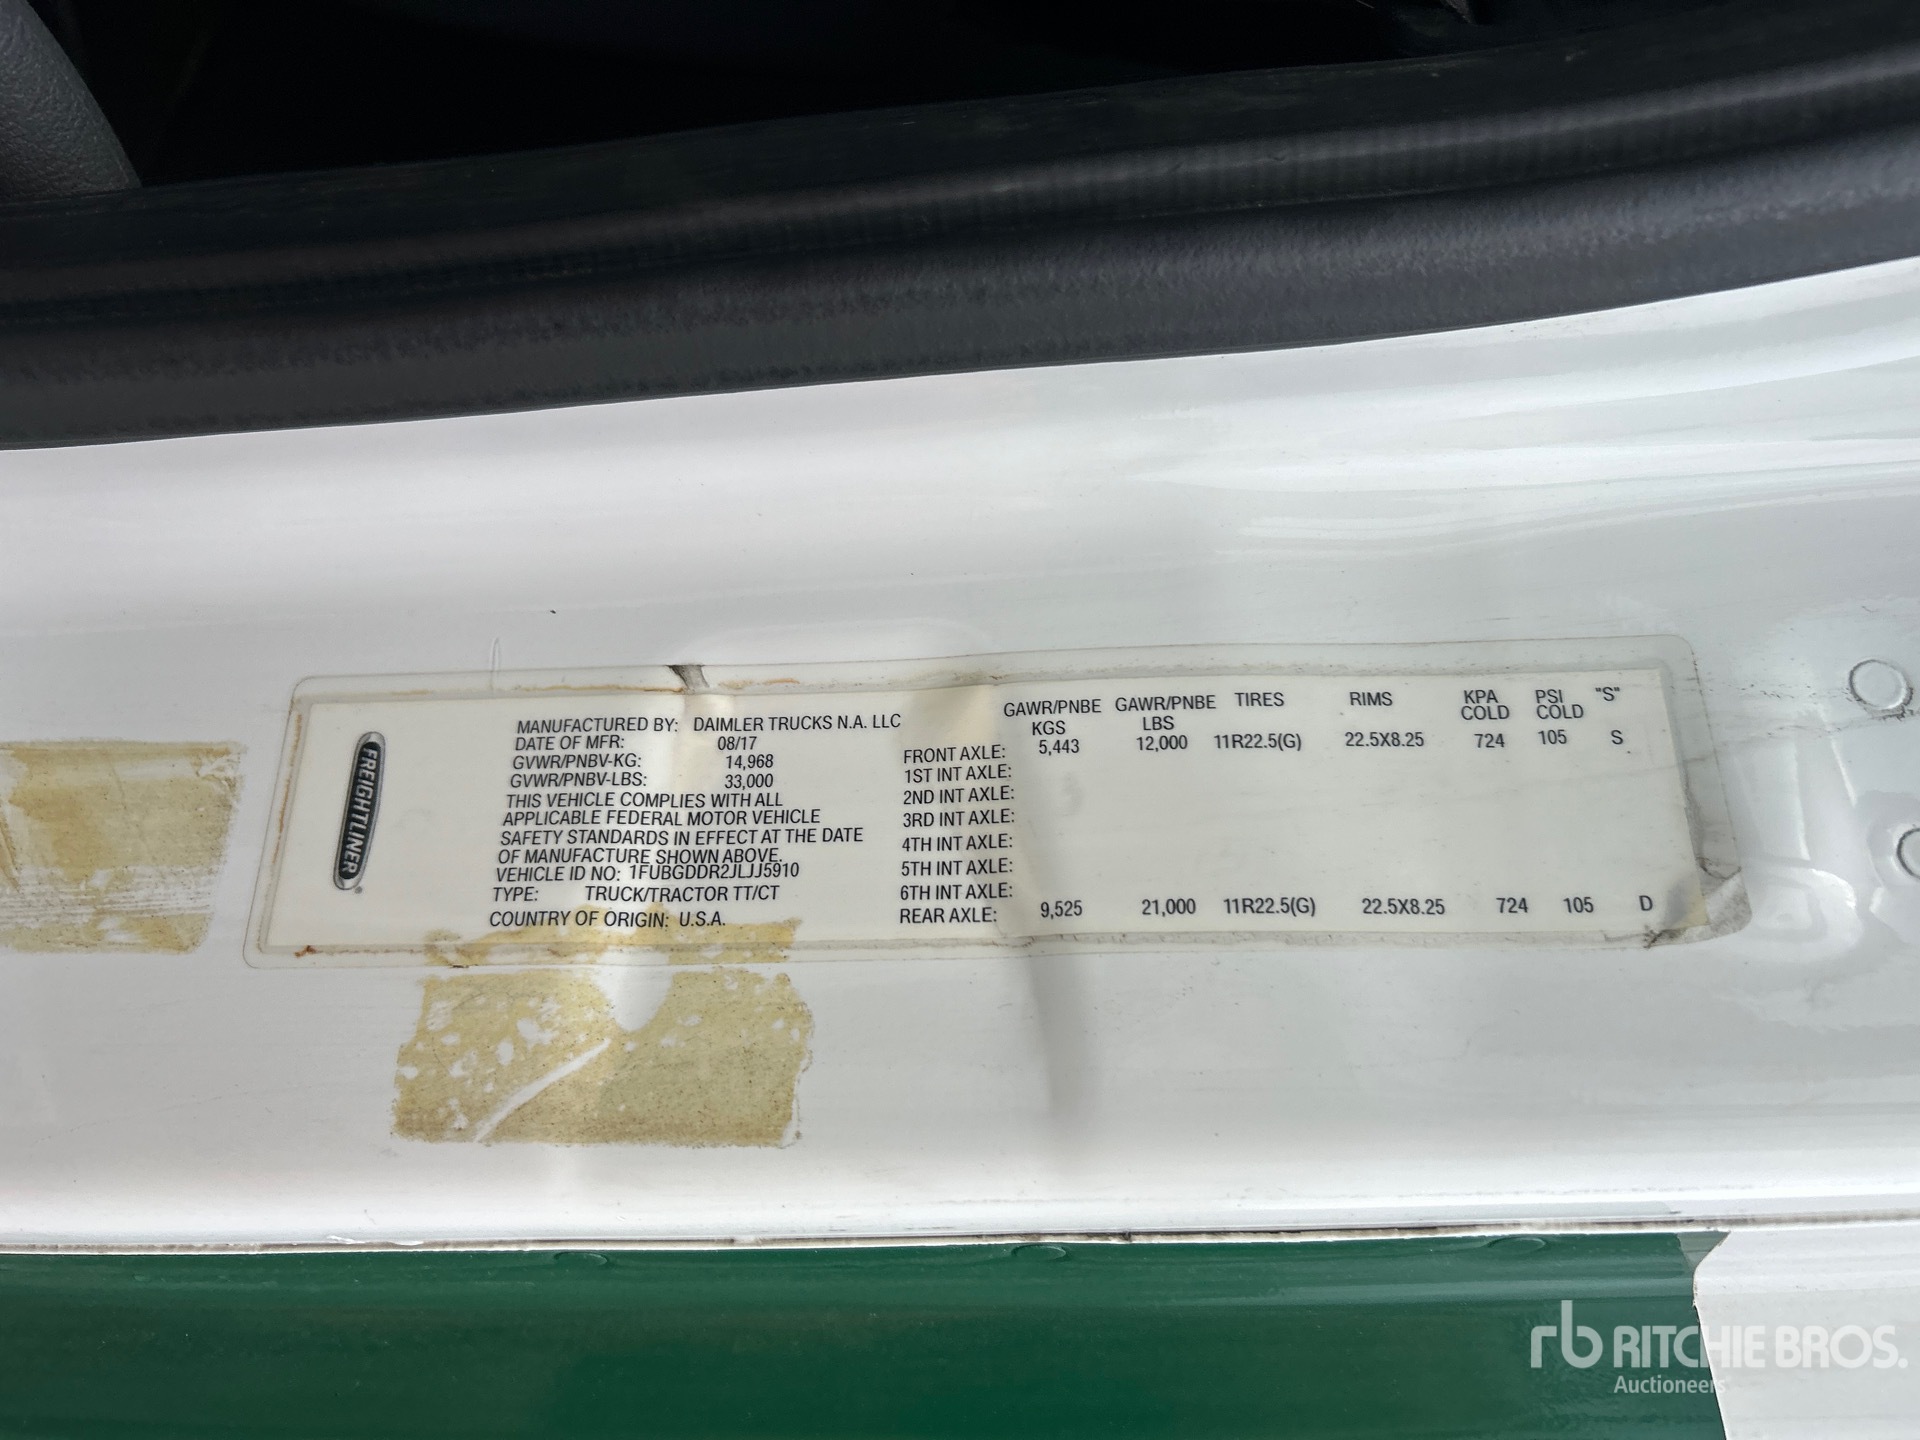 FREIGHTLINER
MANUFACTURED BY: DAIMLER TRUCKS N.A. LLC
DATE OF MFR: 08/17
GVWR/PNBV-KG: 14,968
GVWR/PNBV-LBS: 33,000
THIS VEHICLE COMPLIES WITH ALL
APPLICABLE FEDERAL MOTOR VEHICLE
SAFETY STANDARDS IN EFFECT AT THE DATE
OF MANUFACTURE SHOWN ABOVE.
VEHICLE ID NO: 1FUBGDDR2JLJJ5910
TYPE: TRUCK/TRACTOR TT/CT
COUNTRY OF ORIGIN: U.S.A.
GAWR/PNBE KGS GAWR/PNBE LBS TIRES RIMS KPA COLD PSI COLD "S"
FRONT AXLE: 5,443 12,000 11R22.5(G) 22.5X8.25 724 105 S
1ST INT AXLE:
2ND INT AXLE:
3RD INT AXLE:
4TH INT AXLE:
5TH INT AXLE:
6TH INT AXLE:
REAR AXLE: 9,525 21,000 11R22.5(G) 22.5X8.25 724 105 D
rb RITCHIE BROS.
Auctioneers